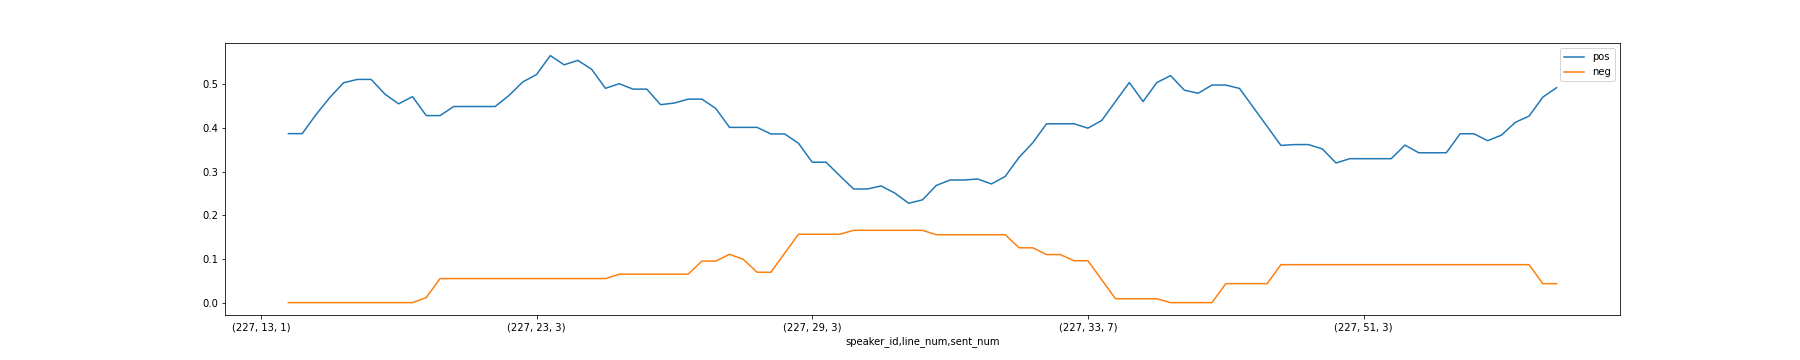 pos
neg
0.5
0.4
0.3
0.2
0.1
0.0
(227, 13, 1)
(227, 23, 3)
(227, 29, 3)
(227, 33, 7)
(227, 51, 3)
speaker_id,line_num,sent_num